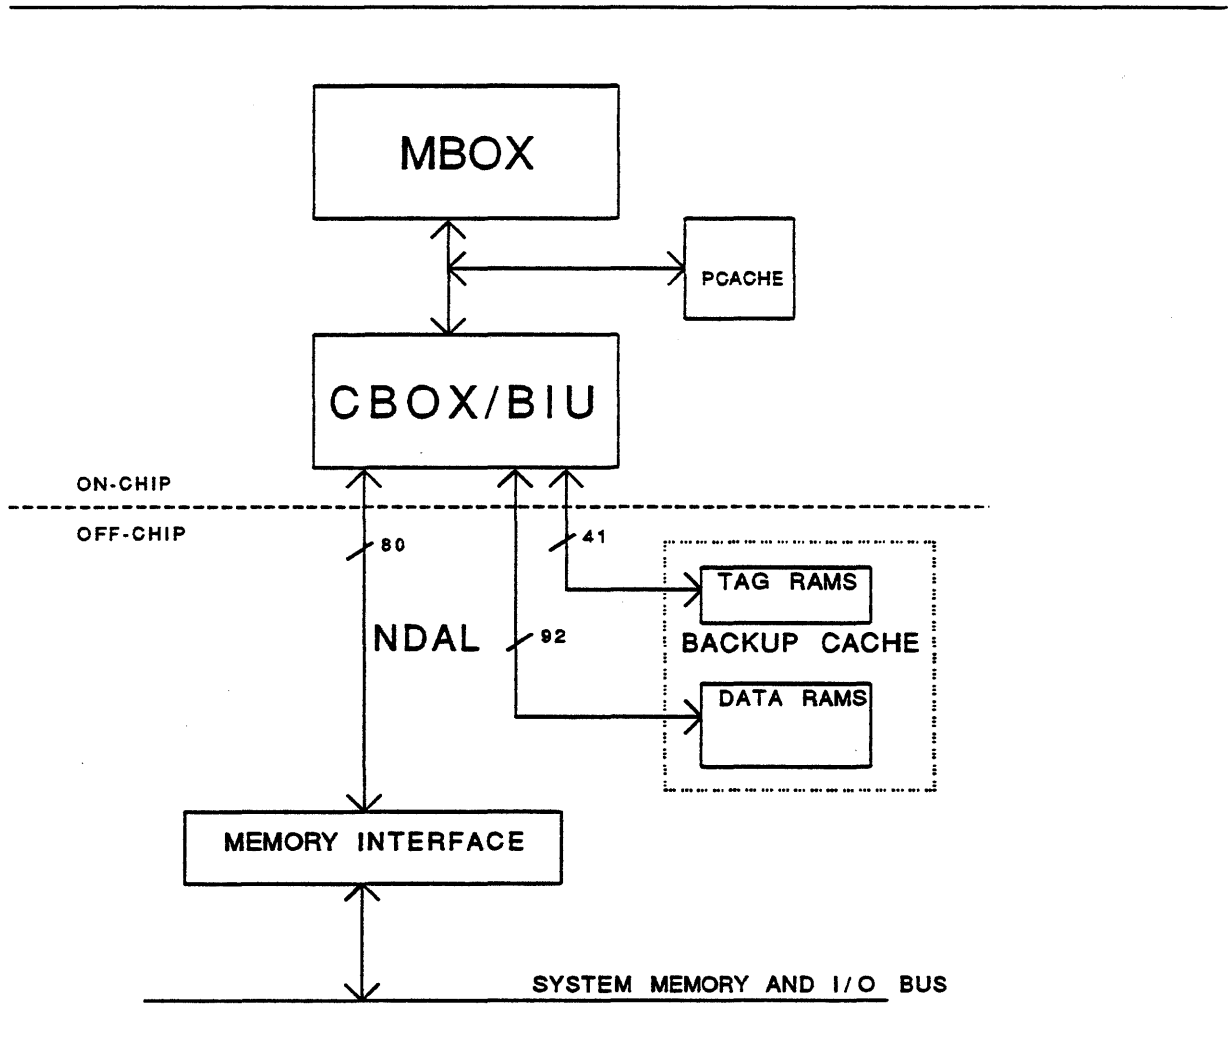 MBOX
PCACHE
CBOX/BIU
ON-CHIP
OFF-CHIP
80
41
TAG RAMS
NDAL
92
BACKUP CACHE
DATA RAMS
MEMORY INTERFACE
SYSTEM MEMORY AND I/O BUS